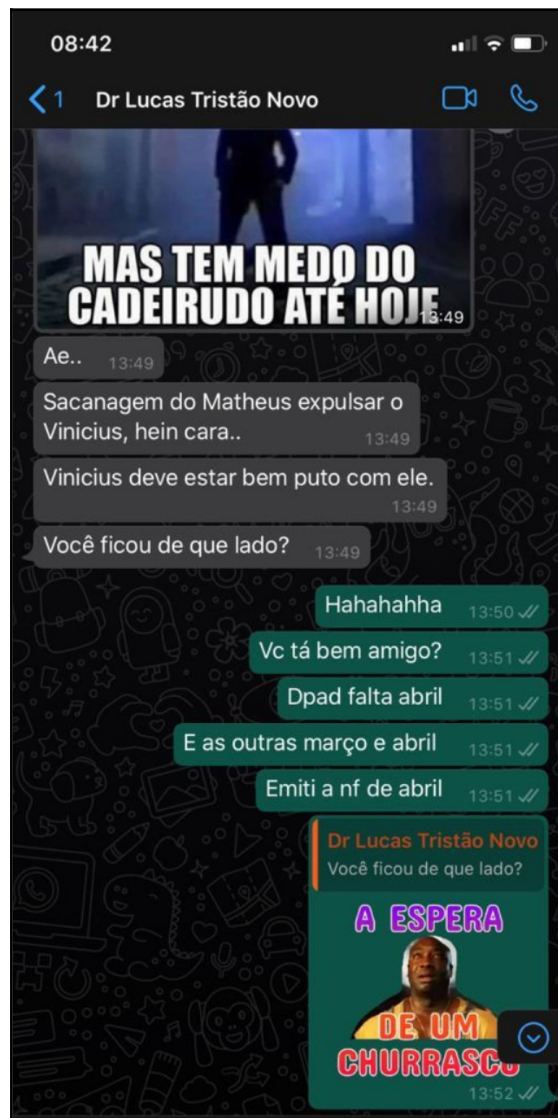 08:42
1 Dr Lucas Tristão Novo
MAS TEM MEDO DO
CADEIRUDO ATÉ HOJE
13:49
Ae.. 13:49
Sacanagem do Matheus expulsar o
Vinicius, hein cara.. 13:49
Vinicius deve estar bem puto com ele.
13:49
Você ficou de que lado? 13:49
Hahahahha 13:50
Vc tá bem amigo? 13:51
Dpad falta abril 13:51
E as outras março e abril 13:51
Emiti a nf de abril 13:51
Dr Lucas Tristão Novo
Você ficou de que lado?
A ESPERA
DE UM
CHURRASCO
13:52